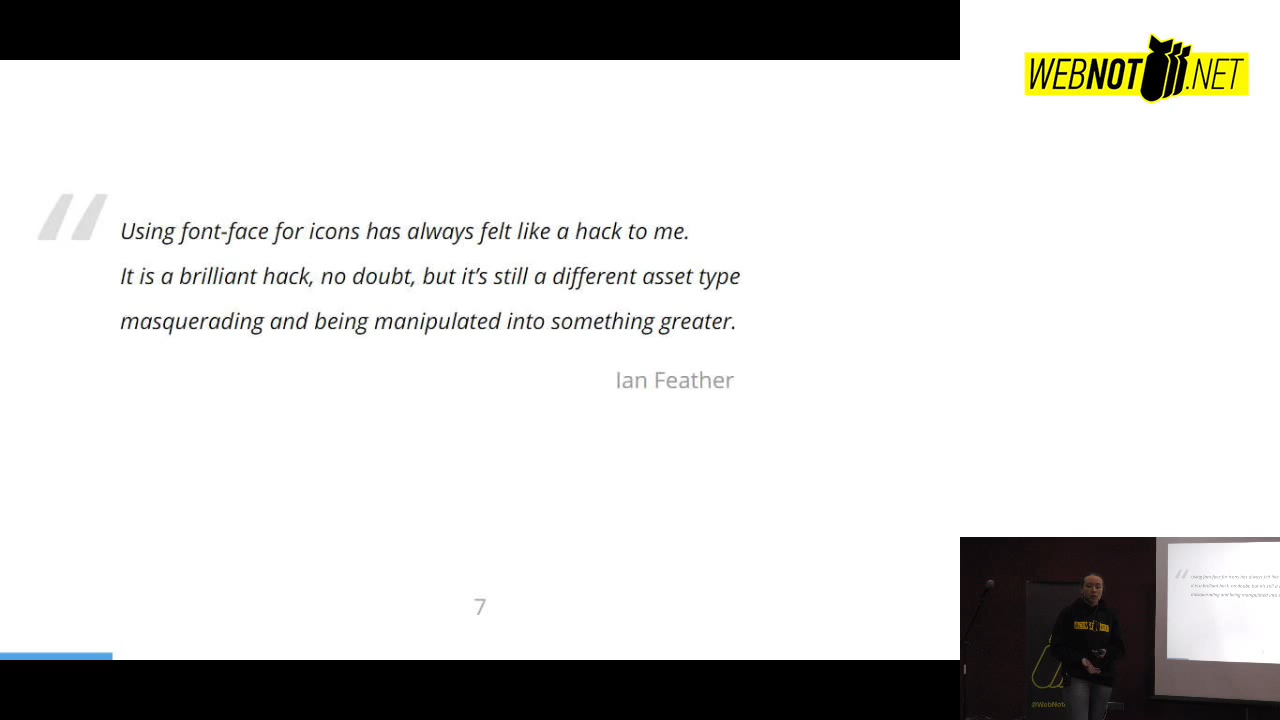 WEBNOT.NET
“
Using font-face for icons has always felt like a hack to me.
It is a brilliant hack, no doubt, but it’s still a different asset type
masquerading and being manipulated into something greater.
Ian Feather
7
@WebNot